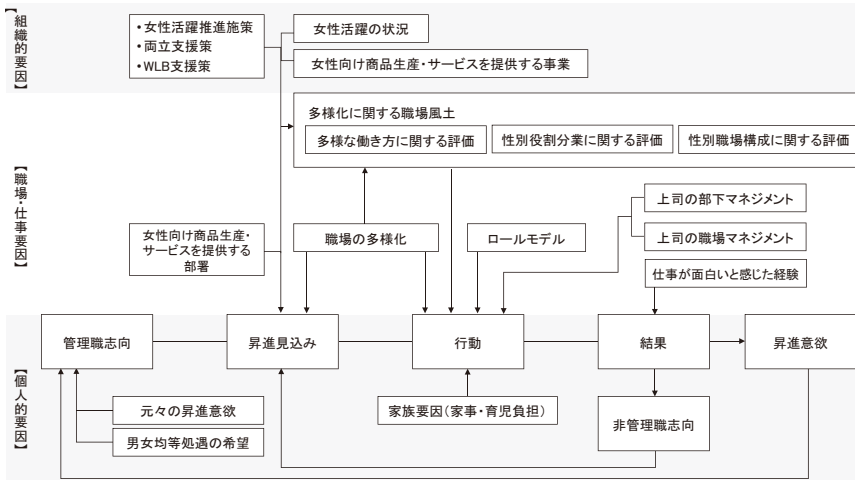 【組織的要因】
・女性活躍推進施策
・両立支援策
・WLB支援策
女性活躍の状況
女性向け商品生産・サービスを提供する事業
【職場・仕事要因】
多様化に関する職場風土
多様な働き方に関する評価
性別役割分業に関する評価
性別職場構成に関する評価
女性向け商品生産・
サービスを提供する
部署
職場の多様化
ロールモデル
上司の部下マネジメント
上司の職場マネジメント
仕事が面白いと感じた経験
【個人的要因】
管理職志向
昇進見込み
行動
結果
昇進意欲
元々の昇進意欲
男女均等処遇の希望
家族要因(家事・育児負担)
非管理職志向